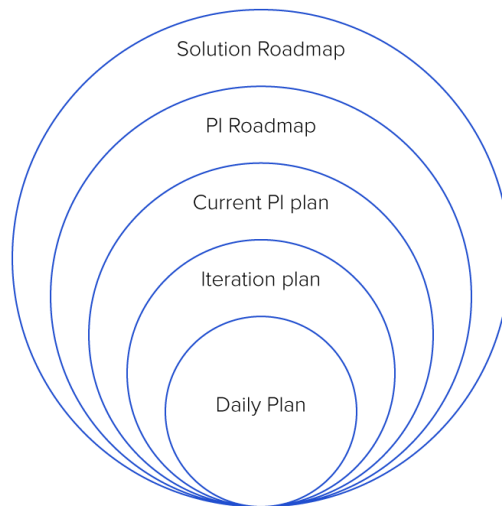 Solution Roadmap
PI Roadmap
Current PI plan
Iteration plan
Daily Plan